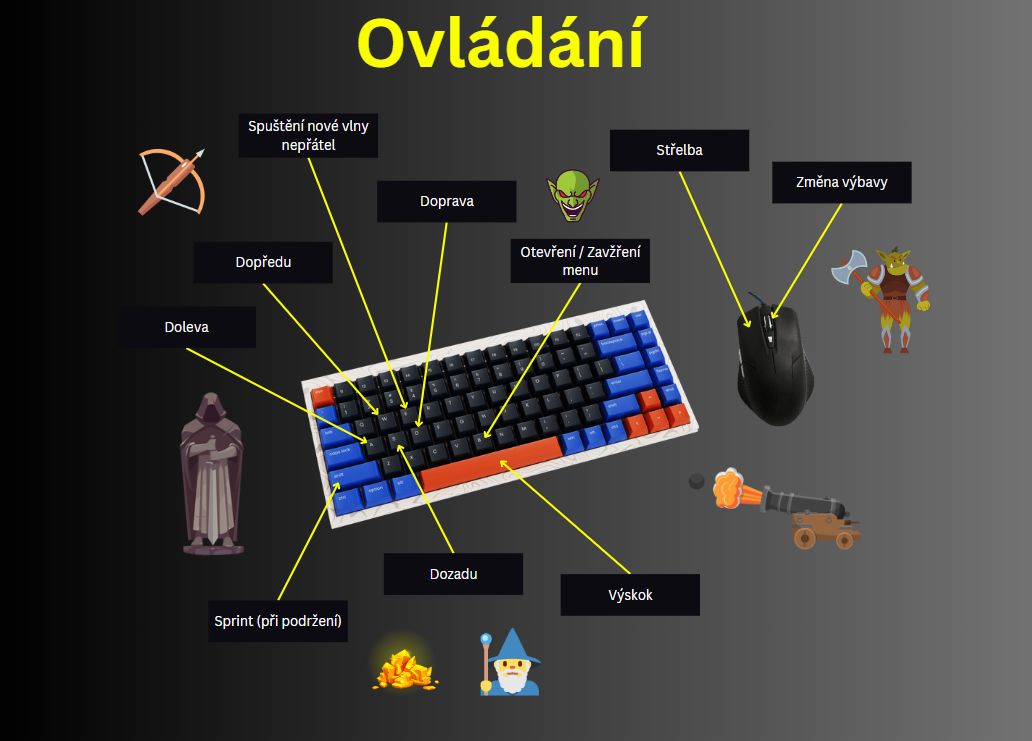 Ovládání
Spuštění nové vlny
nepřátel
Střelba
Změna výbavy
Doprava
Otevření / Zavžření
menu
Dopředu
Doleva
Dozadu
Výskok
Sprint (při podržení)